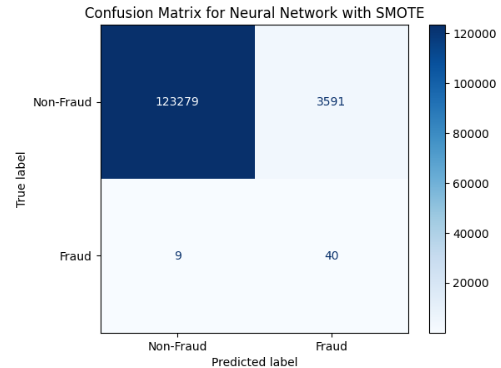 Confusion Matrix for Neural Network with SMOTE
Non-Fraud
123279
3591
Fraud
9
40
Non-Fraud
Fraud
Predicted label
True label
120000
100000
80000
60000
40000
20000